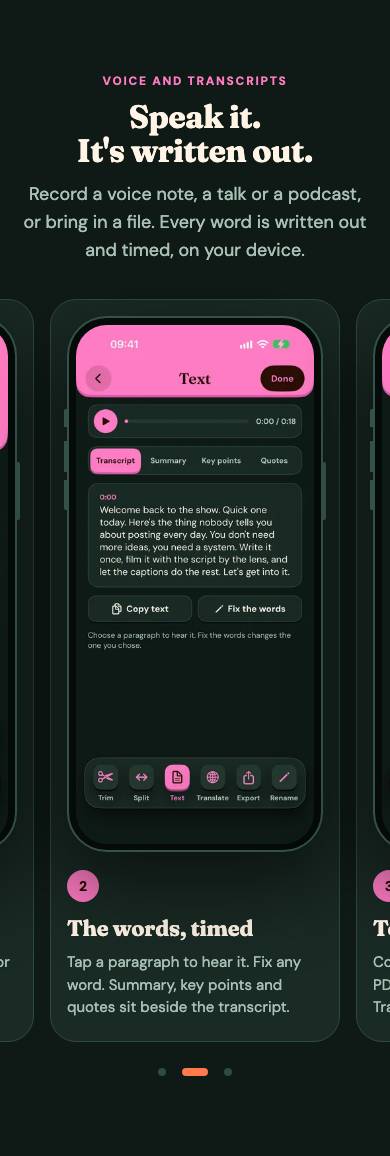 VOICE AND TRANSCRIPTS
Speak it.
It's written out.
Record a voice note, a talk or a podcast,
or bring in a file. Every word is written out
and timed, on your device.
09:41
Text
Done
0:00 / 0:18
Transcript
Summary
Key points
Quotes
0:00
Welcome back to the show. Quick one
today. Here's the thing nobody tells you
about posting every day. You don't need
more ideas, you need a system. Write it
once, film it with the script by the lens, and
let the captions do the rest. Let's get into it.
Copy text
Fix the words
Choose a paragraph to hear it. Fix the words changes the
one you chose.
Trim
Split
Text
Translate
Export
Rename
2
The words, timed
Tap a paragraph to hear it. Fix any
word. Summary, key points and
quotes sit beside the transcript.